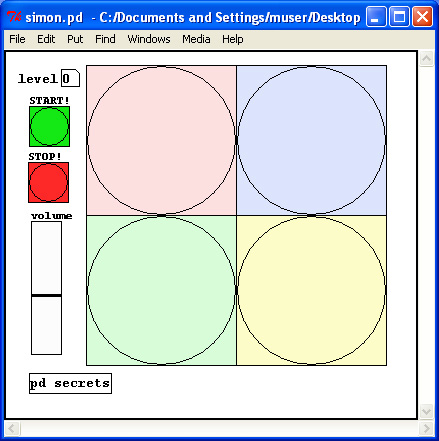 simon.pd - C:/Documents and Settings/muser/Desktop
File Edit Put Find Windows Media Help
level 0
START!
STOP!
volume
pd secrets